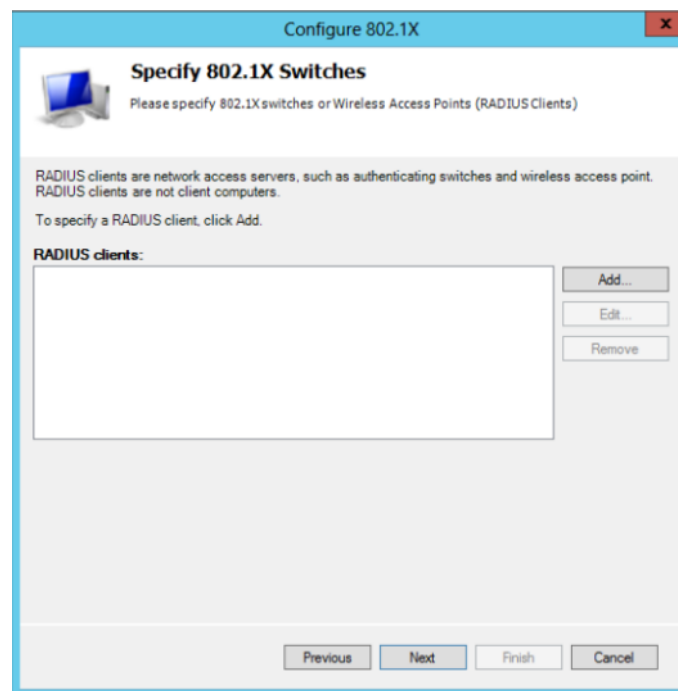 Configure 802.1X
x
Specify 802.1X Switches
Please specify 802.1X switches or Wireless Access Points (RADIUS Clients)
RADIUS clients are network access servers, such as authenticating switches and wireless access point.
RADIUS clients are not client computers.
To specify a RADIUS client, click Add.
RADIUS clients:
Add...
Edit...
Remove
Previous Next Finish Cancel